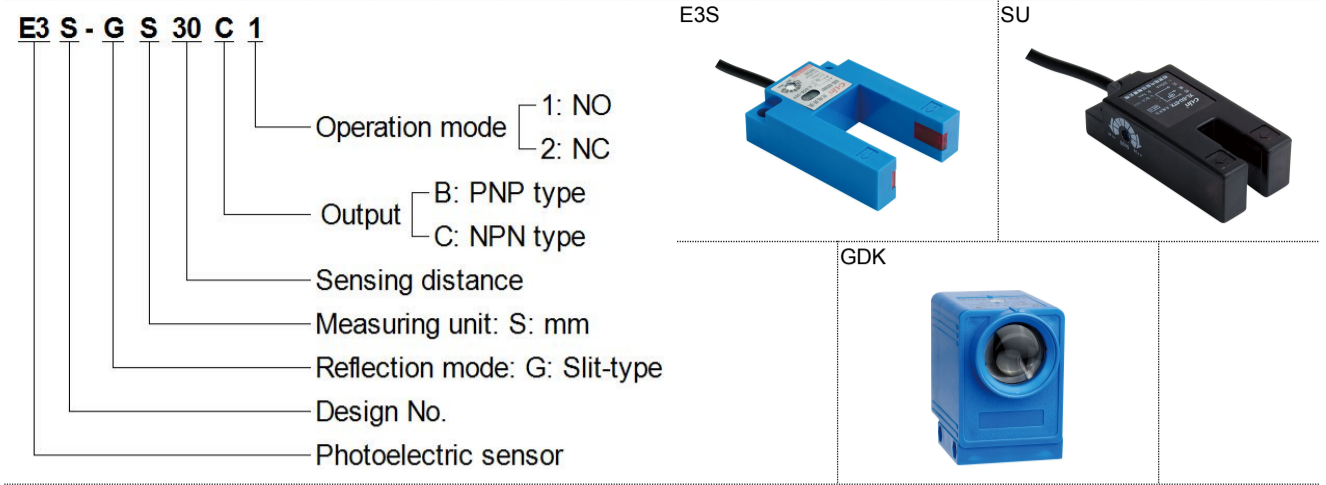 E3 S - G S 30 C 1
Operation mode
1: NO
2: NC
Output
B: PNP type
C: NPN type
Sensing distance
Measuring unit: S: mm
Reflection mode: G: Slit-type
Design No.
Photoelectric sensor
E3S
SU
GDK